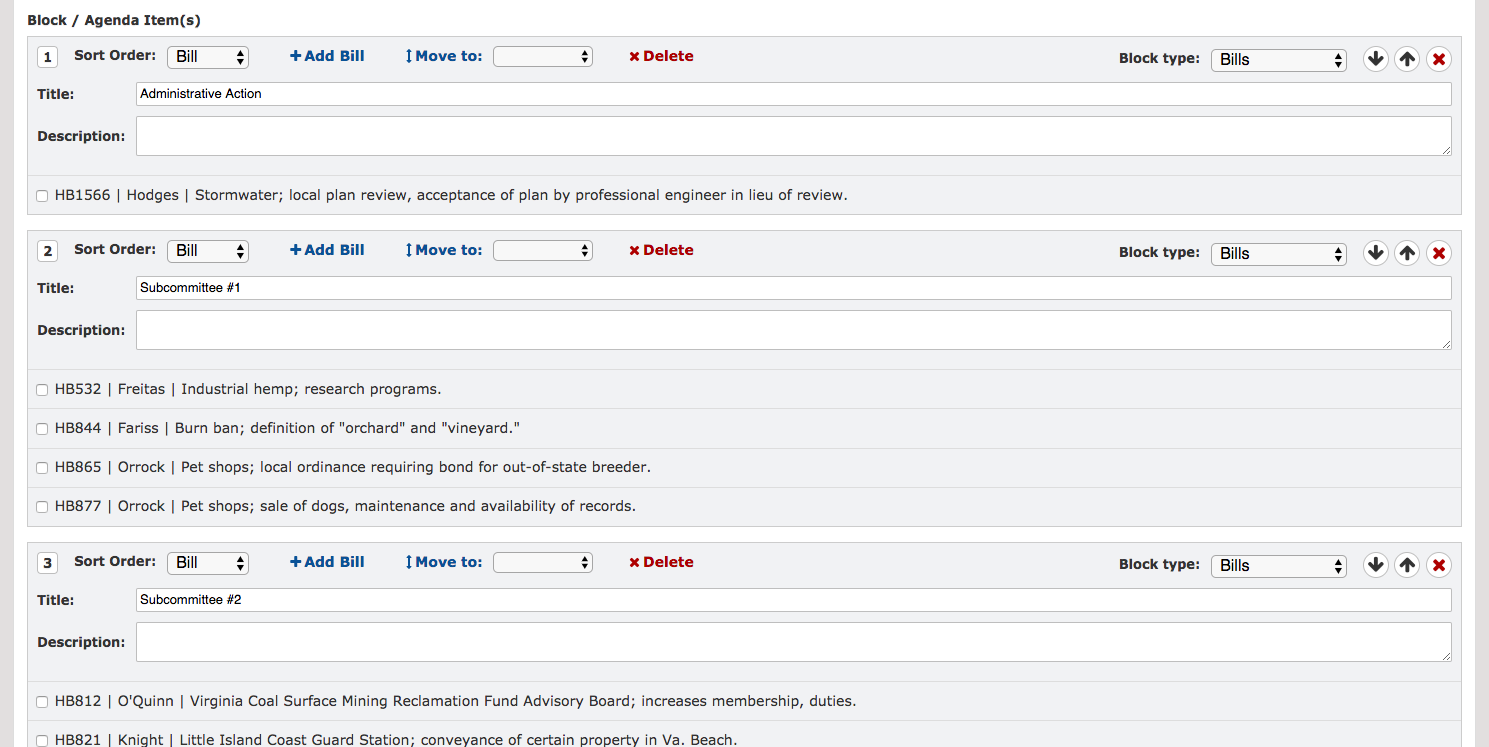 Block / Agenda Item(s)
1 Sort Order: Bill Add Bill Move to: Delete Block type: Bills
Title: Administrative Action
Description:
HB1566 | Hodges | Stormwater; local plan review, acceptance of plan by professional engineer in lieu of review.
2 Sort Order: Bill Add Bill Move to: Delete Block type: Bills
Title: Subcommittee #1
Description:
HB532 | Freitas | Industrial hemp; research programs.
HB844 | Fariss | Burn ban; definition of "orchard" and "vineyard."
HB865 | Orrock | Pet shops; local ordinance requiring bond for out-of-state breeder.
HB877 | Orrock | Pet shops; sale of dogs, maintenance and availability of records.
3 Sort Order: Bill Add Bill Move to: Delete Block type: Bills
Title: Subcommittee #2
Description:
HB812 | O'Quinn | Virginia Coal Surface Mining Reclamation Fund Advisory Board; increases membership, duties.
HB821 | Knight | Little Island Coast Guard Station; conveyance of certain property in Va. Beach.